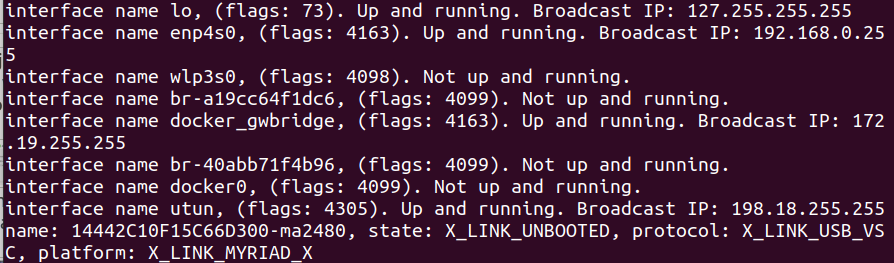 interface name lo, (flags: 73). Up and running. Broadcast IP: 127.255.255.255
interface name enp4s0, (flags: 4163). Up and running. Broadcast IP: 192.168.0.25
5
interface name wlp3s0, (flags: 4098). Not up and running.
interface name br-a19cc64f1dc6, (flags: 4099). Not up and running.
interface name docker_gwbridge, (flags: 4163). Up and running. Broadcast IP: 172
.19.255.255
interface name br-40abb71f4b96, (flags: 4099). Not up and running.
interface name docker0, (flags: 4099). Not up and running.
interface name utun, (flags: 4305). Up and running. Broadcast IP: 198.18.255.255
name: 14442C10F15C66D300-ma2480, state: X_LINK_UNBOOTED, protocol: X_LINK_USB_VS
C, platform: X_LINK_MYRIAD_X